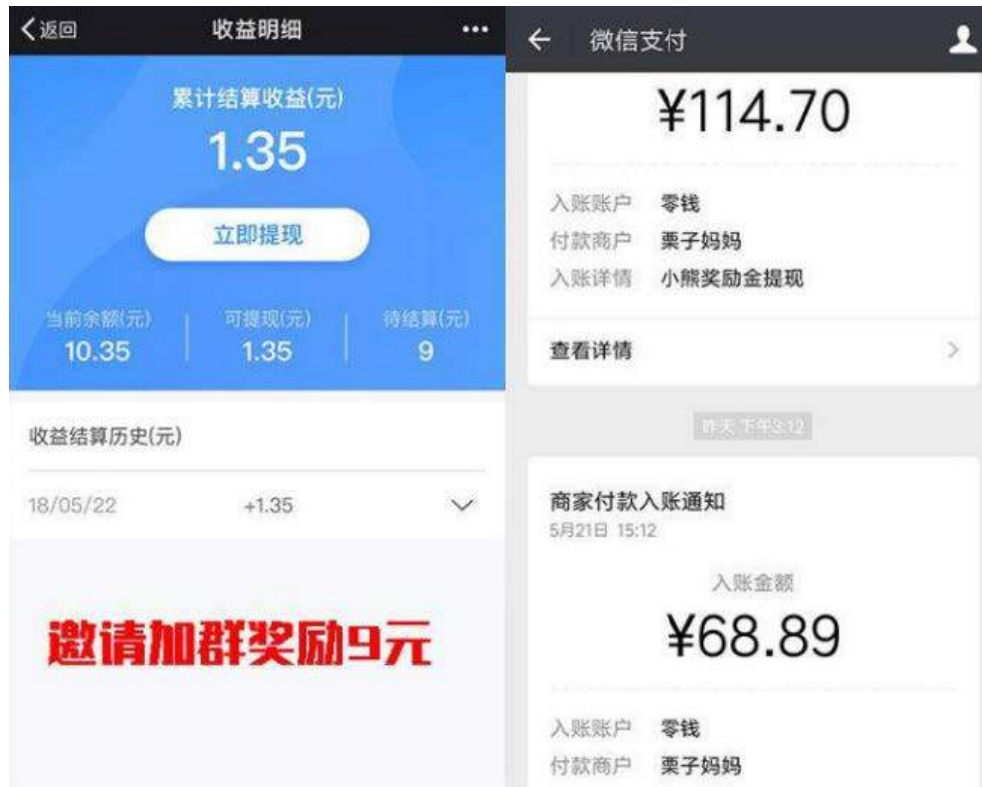 返回
收益明细
累计结算收益(元)
1.35
立即提现
当前余额(元)
可提现(元)
待结算(元)
10.35
1.35
9
收益结算历史(元)
18/05/22
+1.35
邀请加群奖励9元
微信支付
¥114.70
入账账户 零钱
付款商户 栗子妈妈
入账详情 小熊奖励金提现
查看详情
昨天 下午3:12
商家付款入账通知
5月21日 15:12
入账金额
¥68.89
入账账户 零钱
付款商户 栗子妈妈